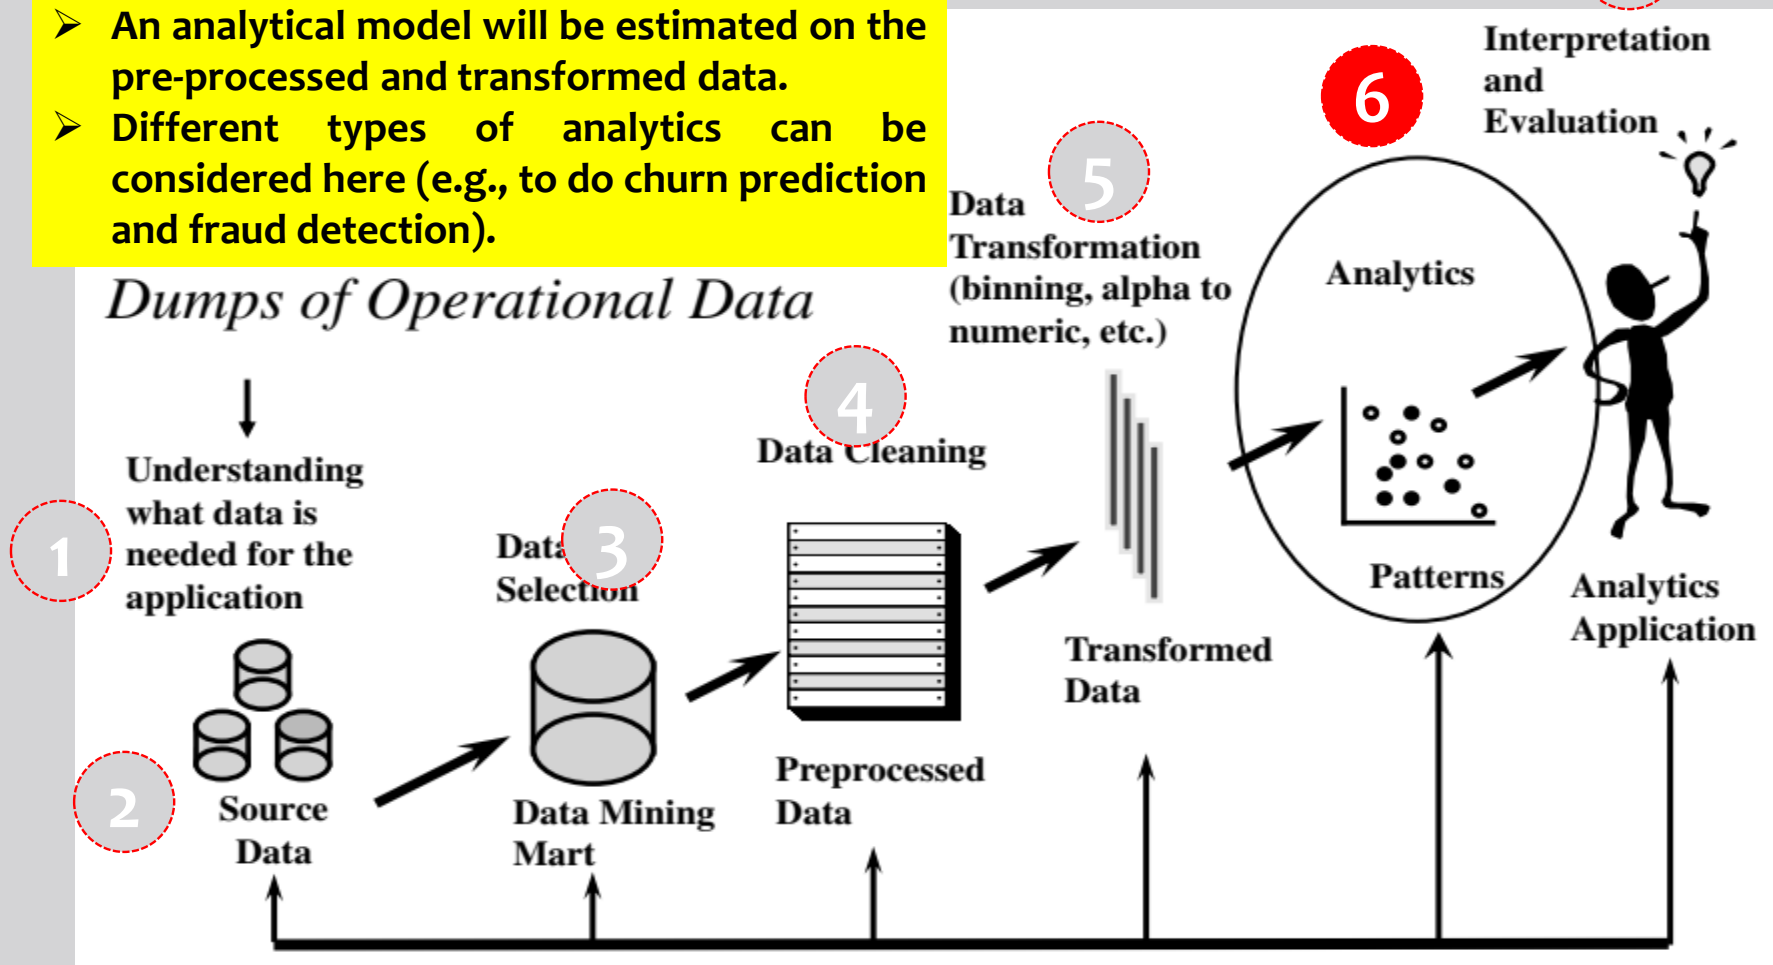 ➢ An analytical model will be estimated on the
pre-processed and transformed data.
➢ Different types of analytics can be
considered here (e.g., to do churn prediction
and fraud detection).
Dumps of Operational Data
1
Understanding
what data is
needed for the
application
2
Source
Data
3
Data
Selection
Data Mining
Mart
4
Data Cleaning
Preprocessed
Data
5
Data
Transformation
(binning, alpha to
numeric, etc.)
Transformed
Data
6
Analytics
Patterns
Interpretation
and
Evaluation
Analytics
Application